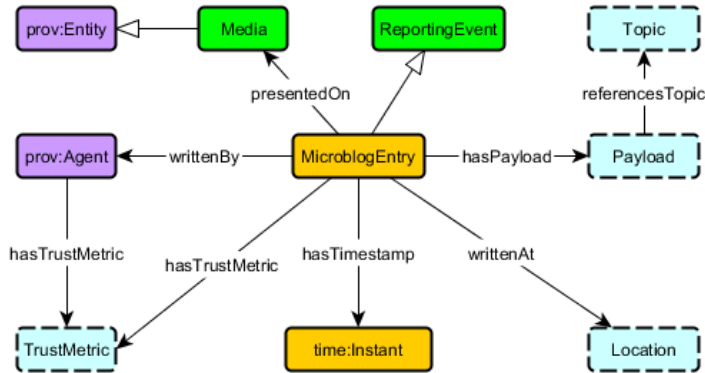 prov:Entity
Media
ReportingEvent
Topic
presentedOn
referencesTopic
prov:Agent
writtenBy
MicroblogEntry
hasPayload
Payload
hasTrustMetric
hasTrustMetric
hasTimestamp
writtenAt
TrustMetric
time:Instant
Location